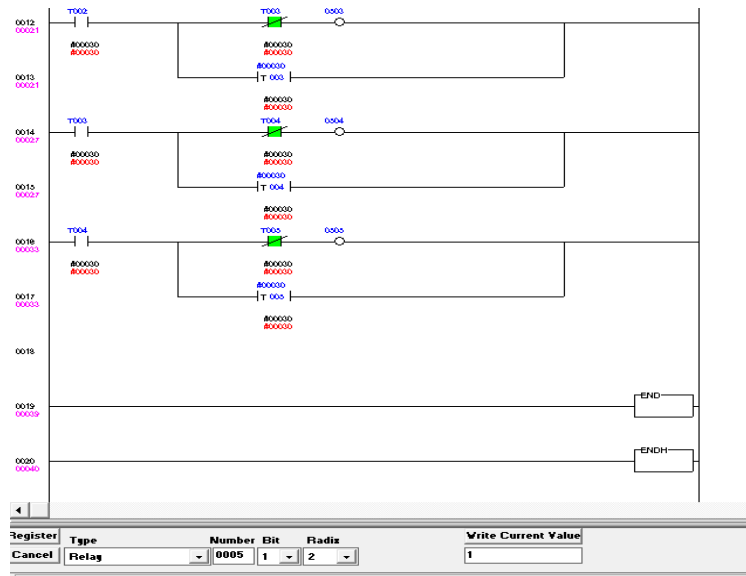 T002 T003 0503
0012
00021
#00030 #00030
#00030 #00030
#00030
0013 T 003
00021
#00030
#00030
T003 T004 0504
0014
00027
#00030 #00030
#00030 #00030
#00030
0015 T 004
00027
#00030
#00030
T004 T005 0505
0016
00033
#00030 #00030
#00030 #00030
#00030
0017 T 005
00033
#00030
#00030
0018
END
0019
00039
ENDH
0020
00040
Register Type Number Bit Radix Write Current Value
Cancel Relay 0005 1 2 1